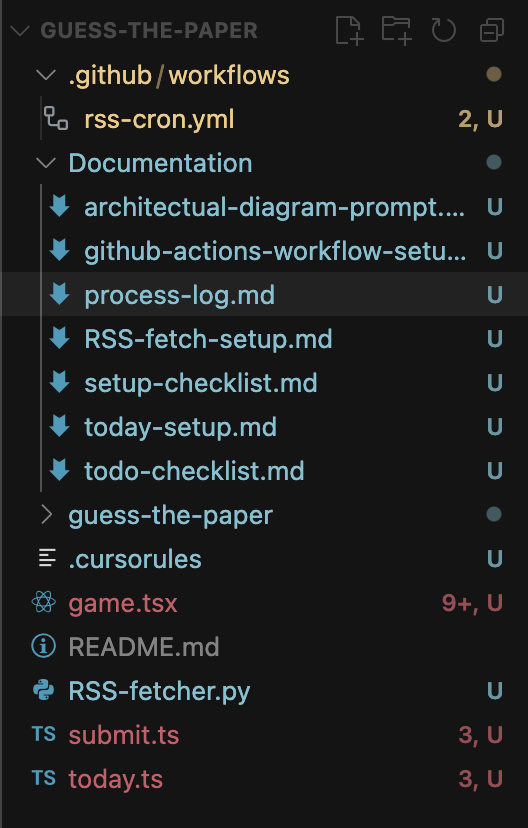 GUESS-THE-PAPER
.github/workflows
rss-cron.yml 2, U
Documentation
architectual-diagram-prompt.... U
github-actions-workflow-setu... U
process-log.md U
RSS-fetch-setup.md U
setup-checklist.md U
today-setup.md U
todo-checklist.md U
guess-the-paper
.cursorules U
game.tsx 9+, U
README.md
RSS-fetcher.py U
TS submit.ts 3, U
TS today.ts 3, U